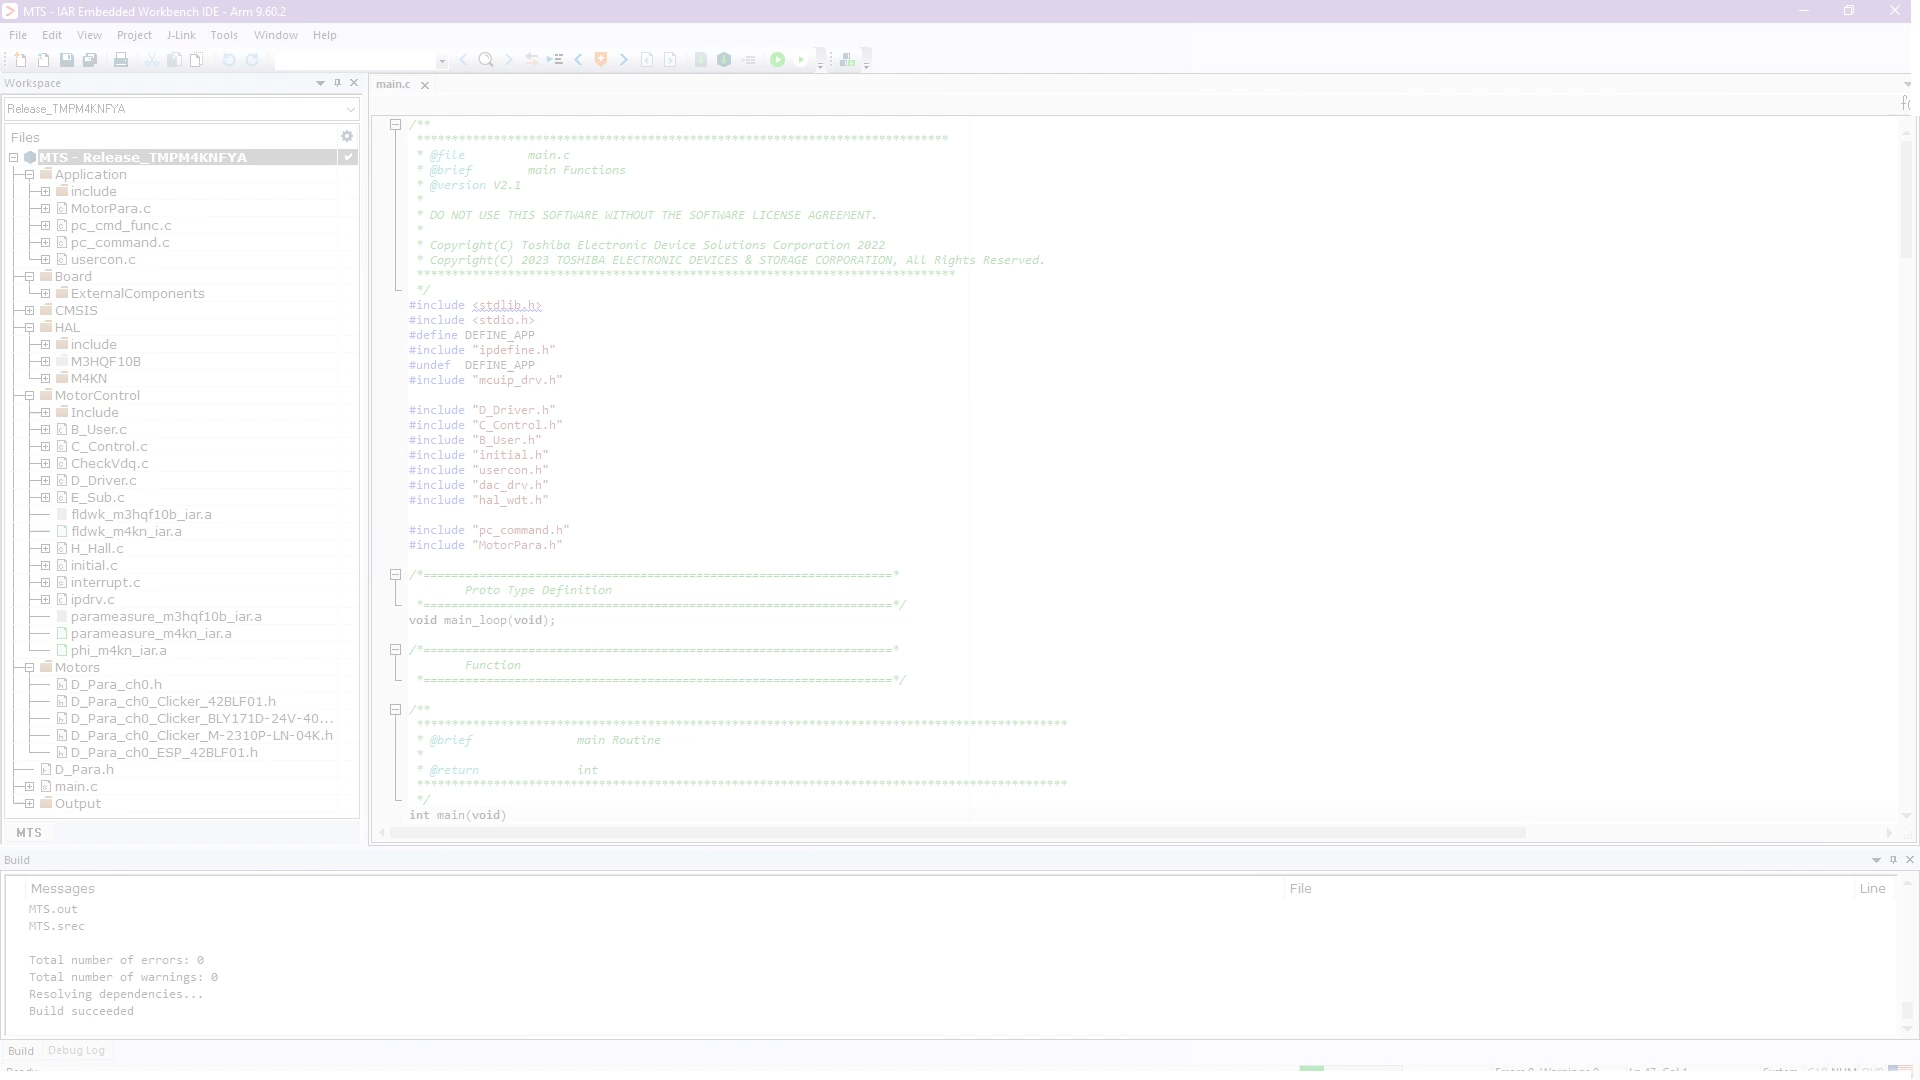 MTS - IAR Embedded Workbench IDE - Arm 9.60.2
File Edit View Project J-Link Tools Window Help
Workspace
main.c
Release_TMPM4KNFYA
Files
MTS - Release_TMPM4KNFYA
Application
include
MotorPara.c
pc_cmd_func.c
pc_command.c
usercon.c
Board
ExternalComponents
CMSIS
HAL
include
M3HQF10B
M4KN
MotorControl
Include
B_User.c
C_Control.c
CheckVdq.c
D_Driver.c
E_Sub.c
fldwk_m3hqf10b_iar.a
fldwk_m4kn_iar.a
H_Hall.c
initial.c
interrupt.c
ipdrv.c
parameasure_m3hqf10b_iar.a
parameasure_m4kn_iar.a
phi_m4kn_iar.a
Motors
D_Para_ch0.h
D_Para_ch0_Clicker_42BLF01.h
D_Para_ch0_Clicker_BLY171D-24V-40...
D_Para_ch0_Clicker_M-2310P-LN-04K.h
D_Para_ch0_ESP_42BLF01.h
D_Para.h
main.c
Output
MTS
/**
* @file main.c
* @brief main Functions
* @version V2.1
*
* DO NOT USE THIS SOFTWARE WITHOUT THE SOFTWARE LICENSE AGREEMENT.
*
* Copyright(C) Toshiba Electronic Device Solutions Corporation 2022
* Copyright(C) 2023 TOSHIBA ELECTRONIC DEVICES & STORAGE CORPORATION, All Rights Reserved.
*/
#include <stdlib.h>
#include <stdio.h>
#define DEFINE_APP
#include "ipdefine.h"
#undef DEFINE_APP
#include "mcuip_drv.h"
#include "D_Driver.h"
#include "C_Control.h"
#include "B_User.h"
#include "initial.h"
#include "usercon.h"
#include "dac_drv.h"
#include "hal_wdt.h"
#include "pc_command.h"
#include "MotorPara.h"
Proto Type Definition
void main_loop(void);
Function
/**
* @brief main Routine
*
* @return int
*/
int main(void)
Build
Messages File Line
MTS.out
MTS.srec
Total number of errors: 0
Total number of warnings: 0
Resolving dependencies...
Build succeeded
Build Debug Log